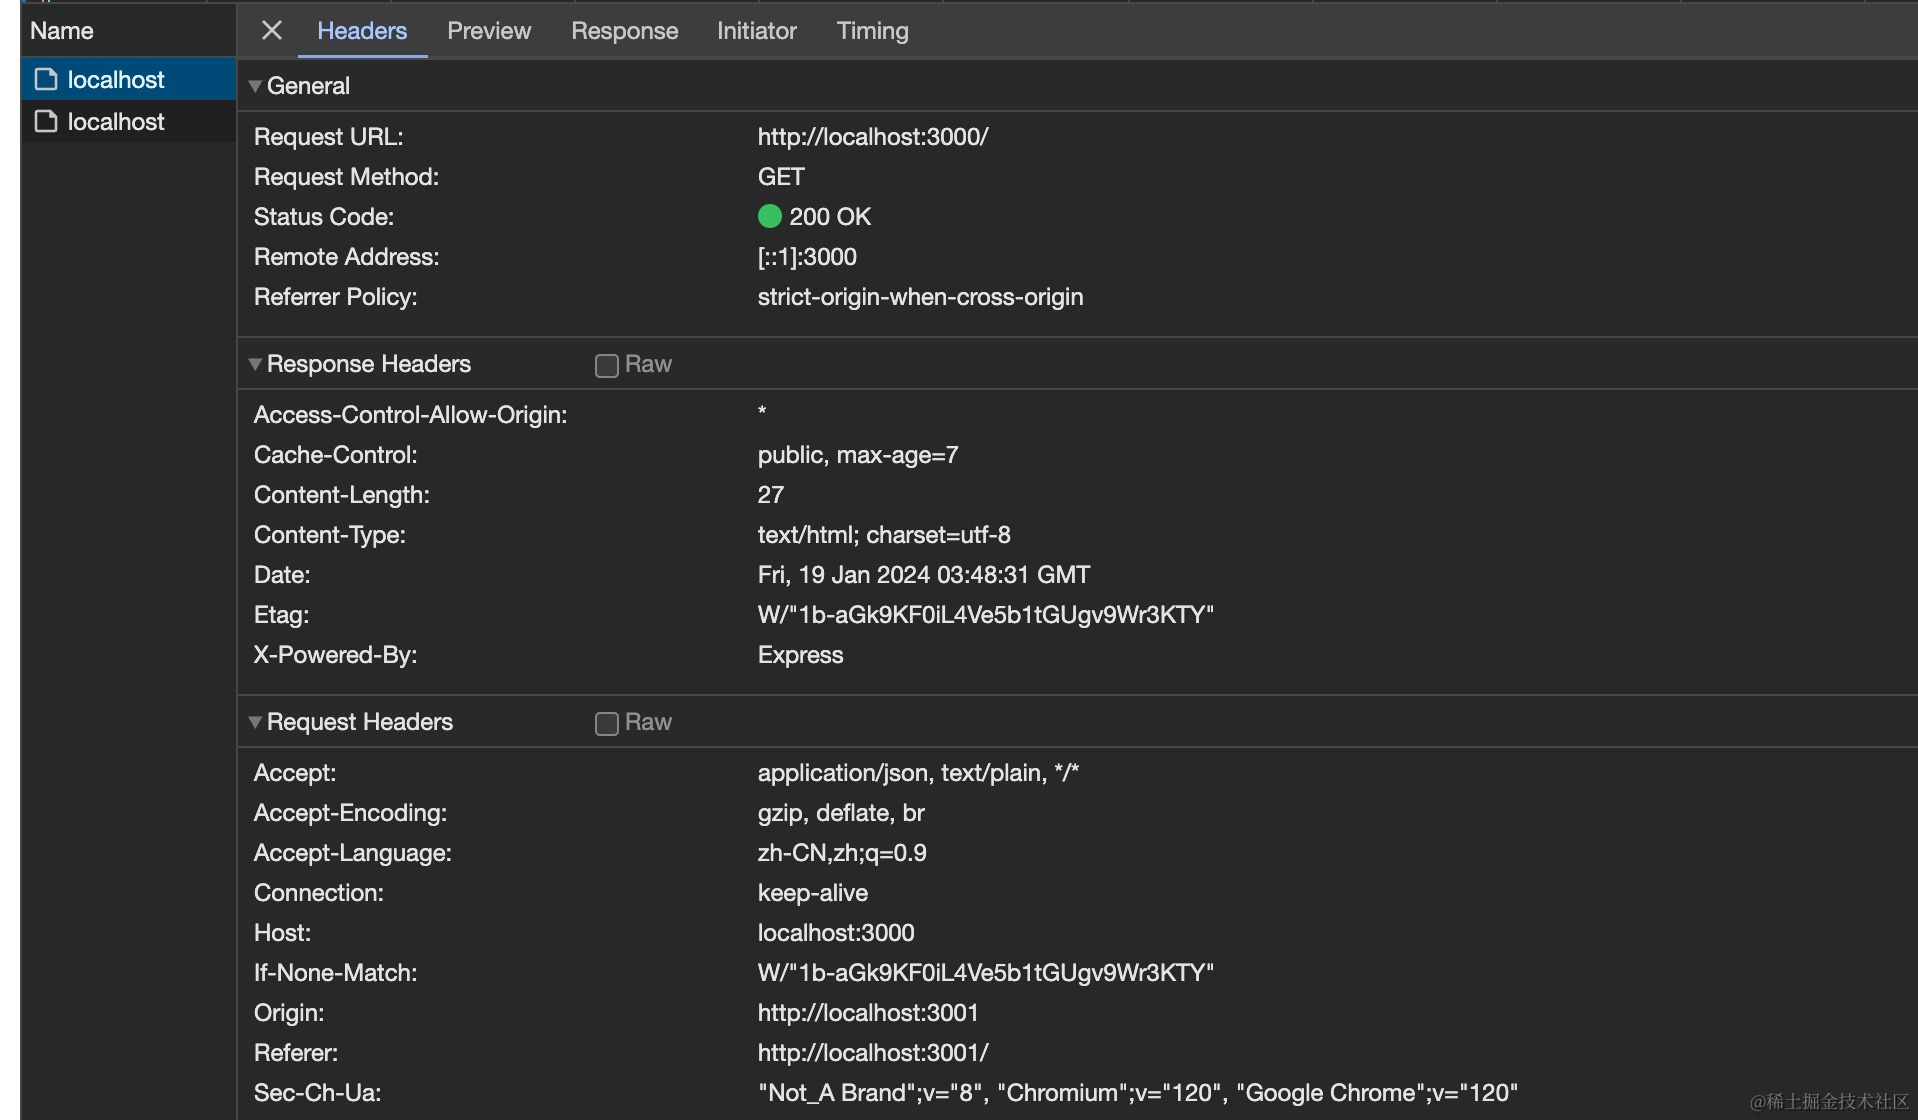 Name
localhost
localhost
Headers Preview Response Initiator Timing
General
Request URL: http://localhost:3000/
Request Method: GET
Status Code: 200 OK
Remote Address: [::1]:3000
Referrer Policy: strict-origin-when-cross-origin
Response Headers Raw
Access-Control-Allow-Origin: *
Cache-Control: public, max-age=7
Content-Length: 27
Content-Type: text/html; charset=utf-8
Date: Fri, 19 Jan 2024 03:48:31 GMT
Etag: W/"1b-aGk9KF0iL4Ve5b1tGUgv9Wr3KTY"
X-Powered-By: Express
Request Headers Raw
Accept: application/json, text/plain, */*
Accept-Encoding: gzip, deflate, br
Accept-Language: zh-CN,zh;q=0.9
Connection: keep-alive
Host: localhost:3000
If-None-Match: W/"1b-aGk9KF0iL4Ve5b1tGUgv9Wr3KTY"
Origin: http://localhost:3001
Referer: http://localhost:3001/
Sec-Ch-Ua: "Not_A Brand";v="8", "Chromium";v="120", "Google Chrome";v="120"
@稀土掘金技术社区